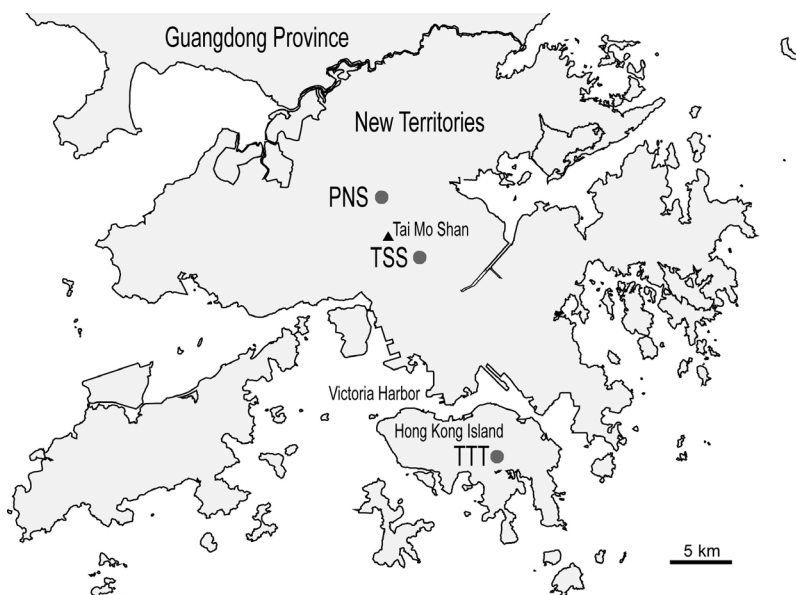 Guangdong Province
New Territories
PNS
Tai Mo Shan
TSS
Victoria Harbor
Hong Kong Island
TTT
5 km